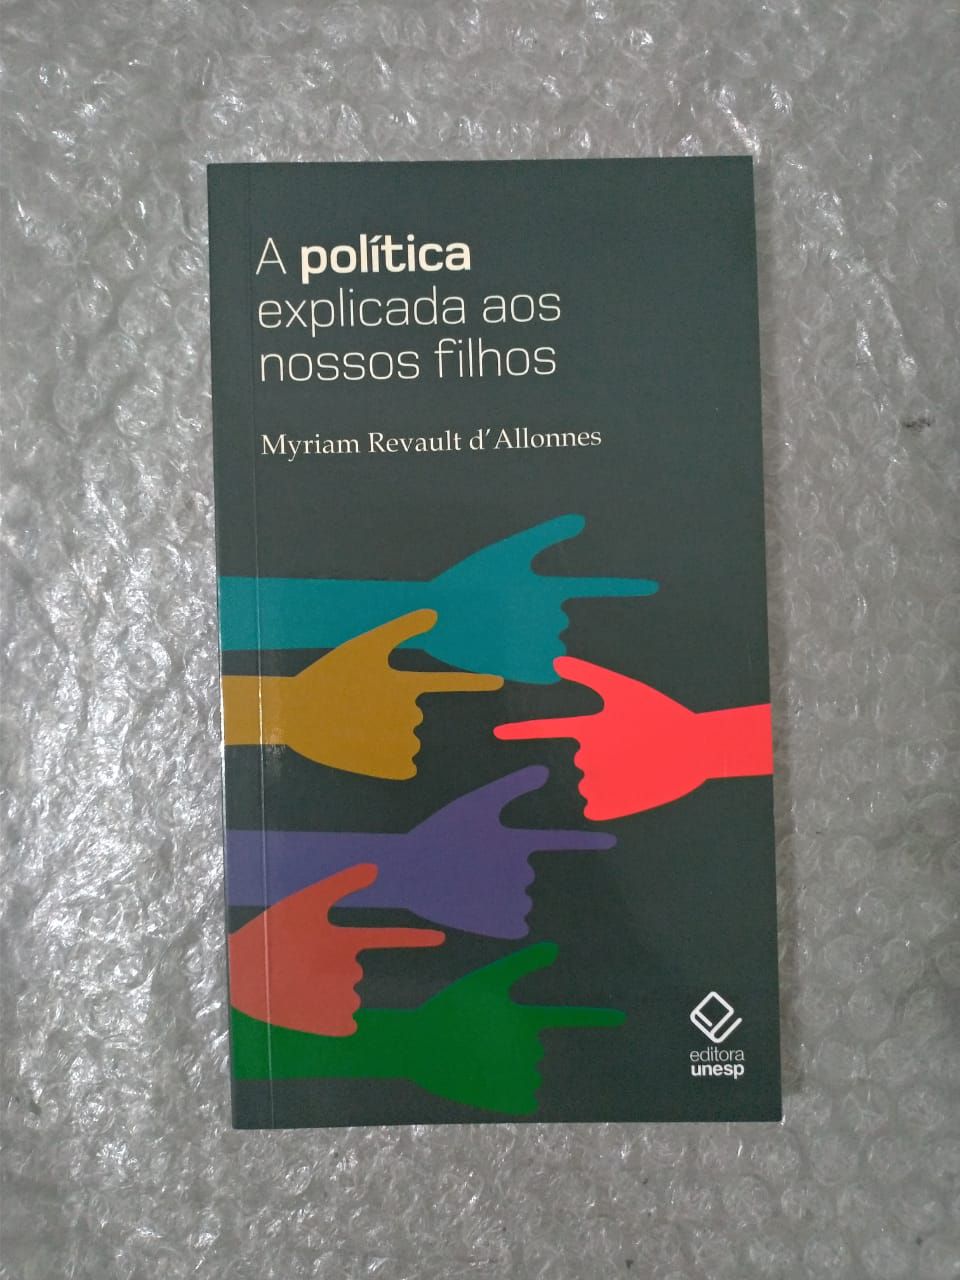 A política
explicada aos
nossos filhos
Myriam Revault d'Allonnes
editora
unesp